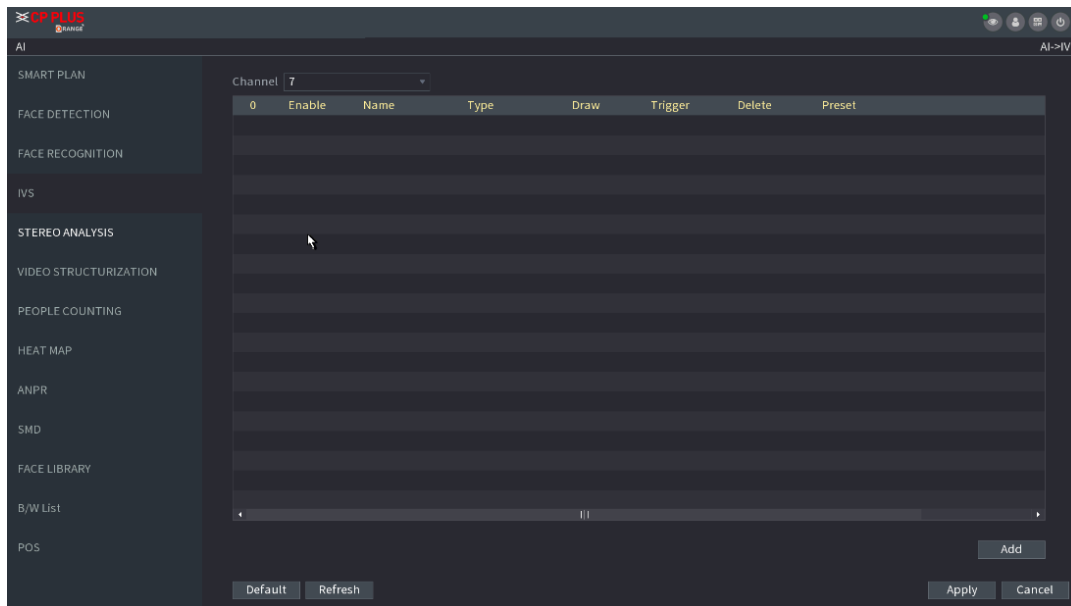 CP PLUS
ORANGE
AI AI->IV
SMART PLAN
FACE DETECTION
FACE RECOGNITION
IVS
STEREO ANALYSIS
VIDEO STRUCTURIZATION
PEOPLE COUNTING
HEAT MAP
ANPR
SMD
FACE LIBRARY
B/W List
POS
Channel 7
0 Enable Name Type Draw Trigger Delete Preset
Add
Default Refresh Apply Cancel